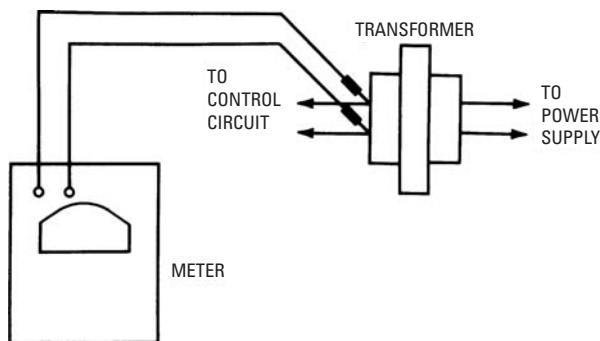 TRANSFORMER
TO
CONTROL
CIRCUIT
TO
POWER
SUPPLY
METER